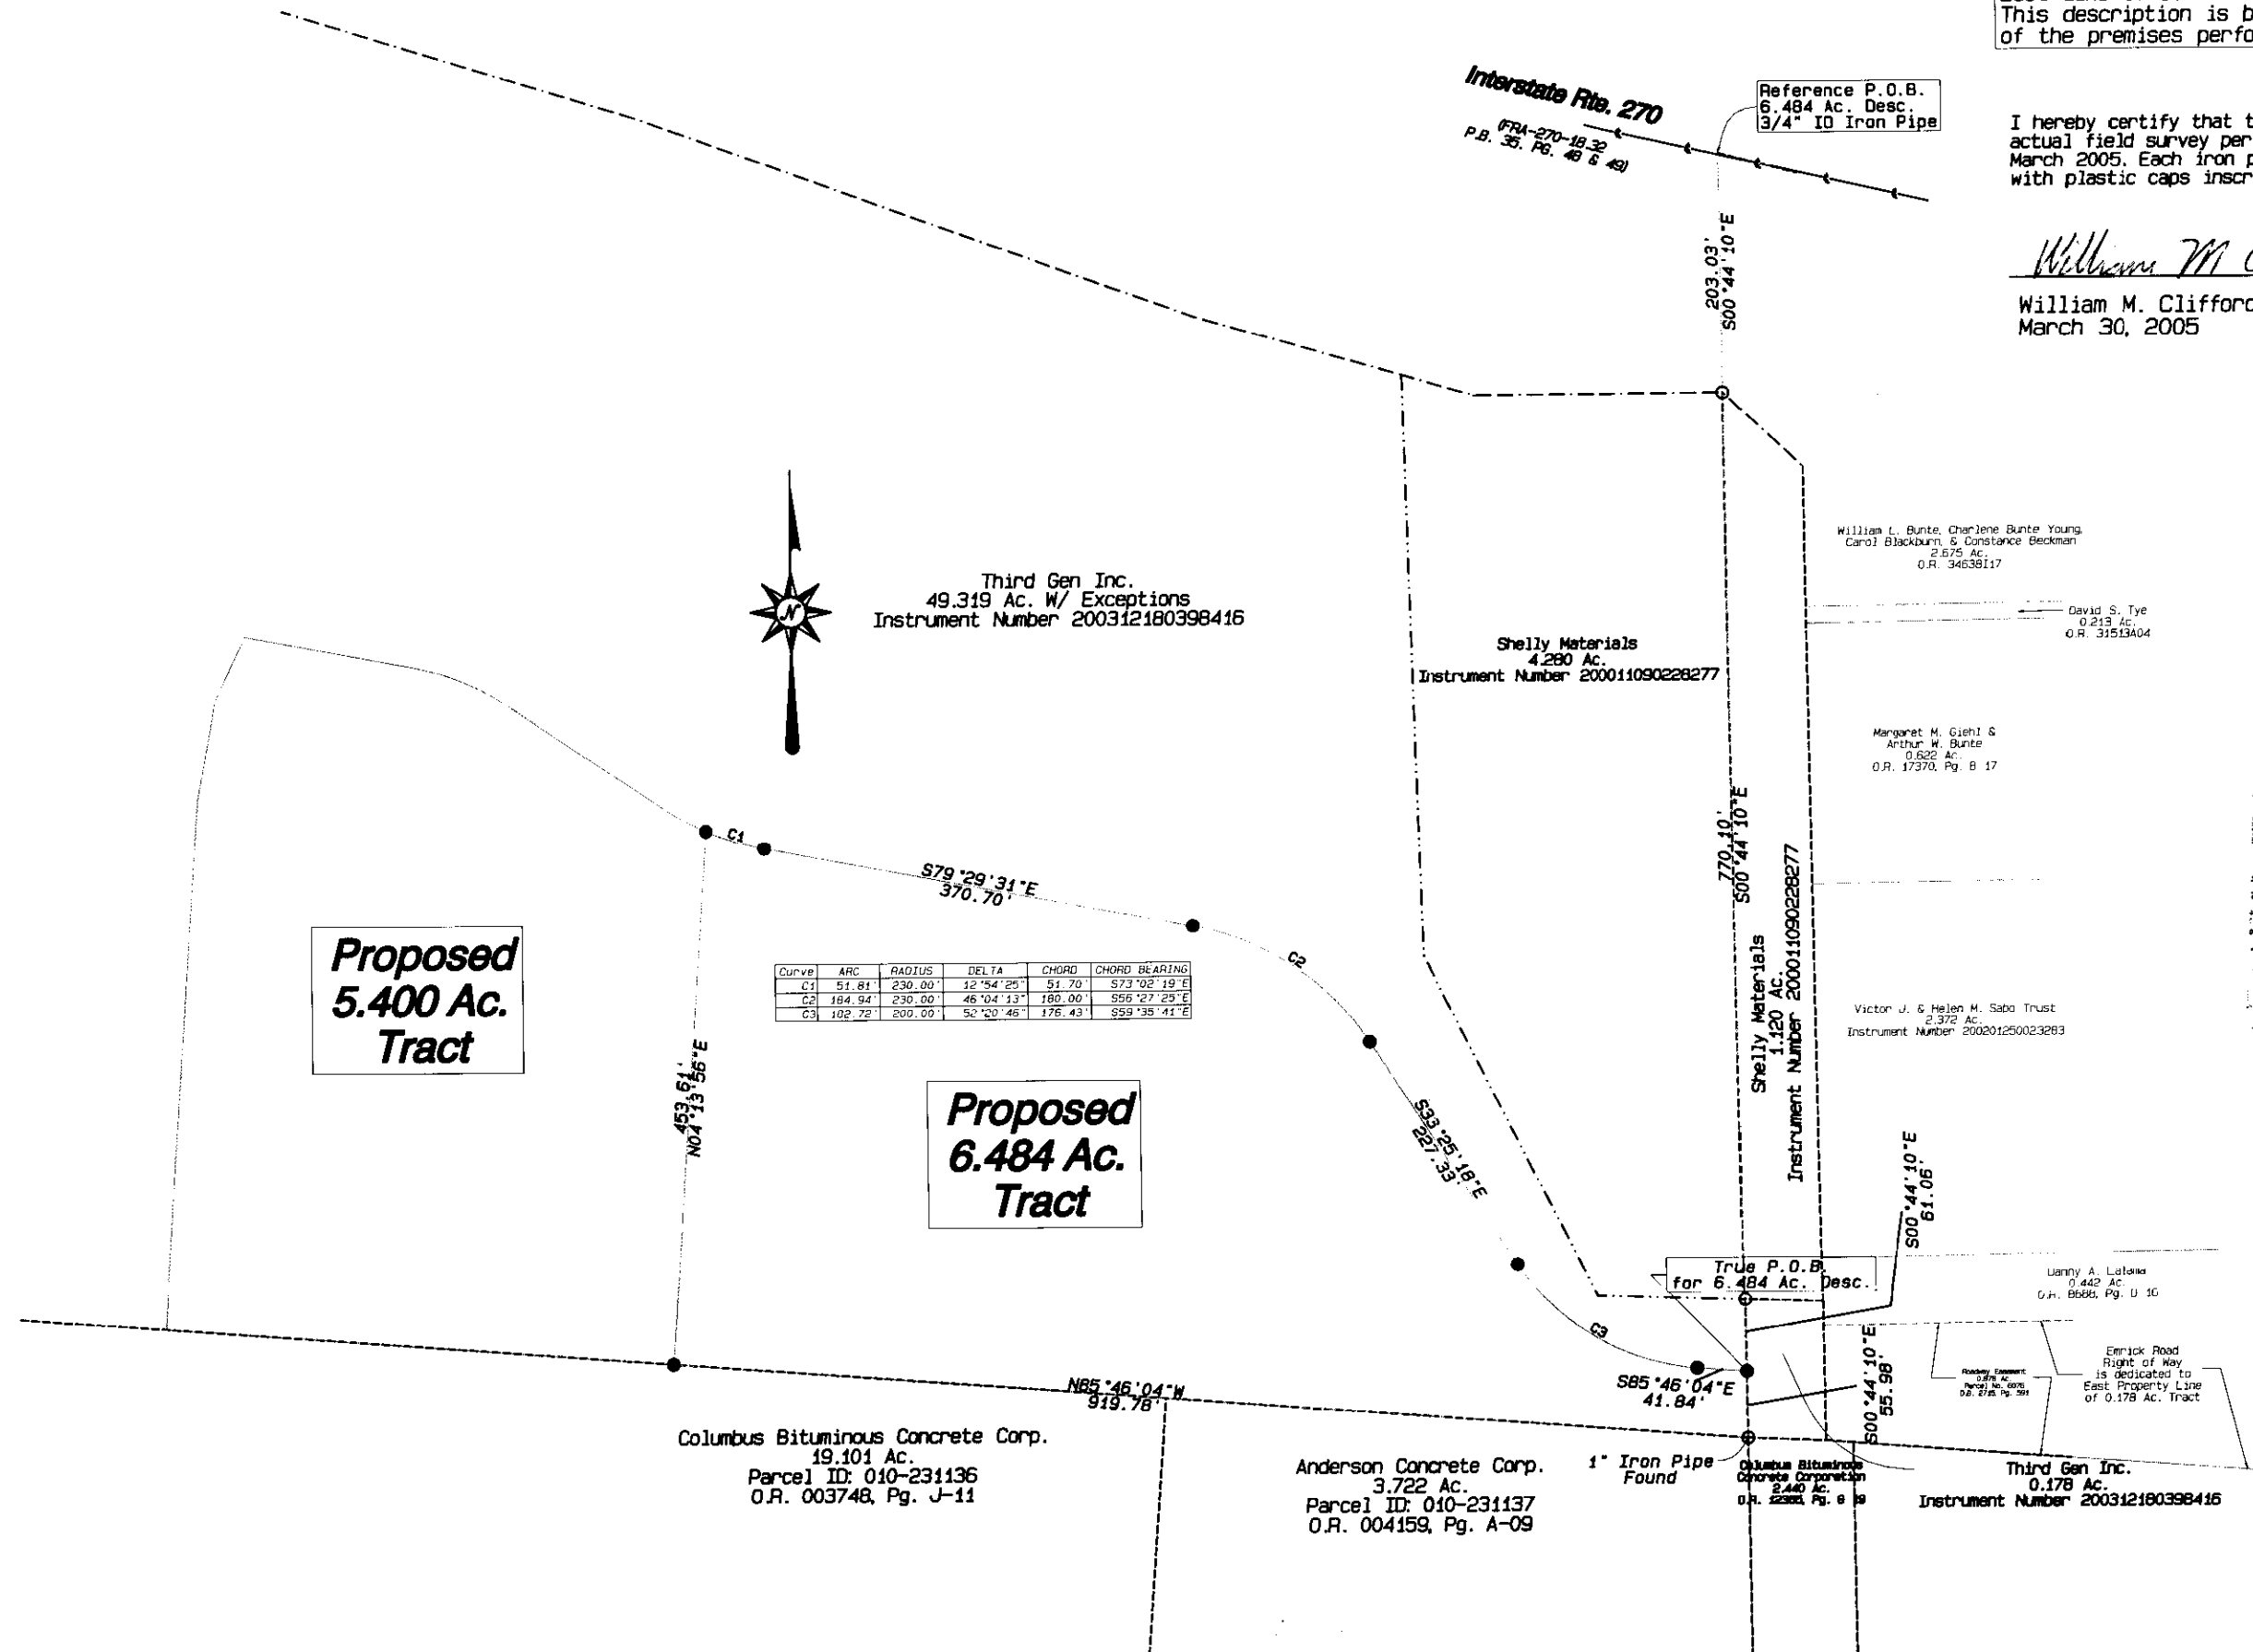 This description is b
of the premises perfo
Interstate Rte. 270
(FRA-270-18.32
P.B. 35, PG. 48 & 49)
Reference P.O.B.
6.484 Ac. Desc.
3/4" ID Iron Pipe
I hereby certify that t
actual field survey per
March 2005. Each iron p
with plastic caps inscr
William M
William M. Clifford
March 30, 2005
203.03'
S00°44'10"E
N
Third Gen Inc.
49.319 Ac. W/ Exceptions
Instrument Number 200312180398416
Shelly Materials
4.280 Ac.
Instrument Number 200011090228277
William L. Bunte, Charlene Bunte Young,
Carol Blackburn, & Constance Beckman
2.675 Ac.
O.R. 34638I17
David S. Tye
0.213 Ac.
O.R. 31513A04
Margaret M. Giehl &
Arthur W. Bunte
0.622 Ac.
O.R. 17370, Pg. B 17
770.10'
S00°44'10"E
Shelly Materials
1.120 Ac.
Instrument Number 200011090228277
Victor J. & Helen M. Sabo Trust
2.372 Ac.
Instrument Number 200201250023283
C1
S79°29'31"E
370.70'
C2
Curve ARC RADIUS DELTA CHORD CHORD BEARING
C1 51.81' 230.00' 12°54'25" 51.70' S73°02'19"E
C2 184.94' 230.00' 46°04'13" 180.00' S56°27'25"E
C3 182.72' 200.00' 52°20'46" 176.43' S59°35'41"E
Proposed
5.400 Ac.
Tract
453.61'
N04°13'56"E
Proposed
6.484 Ac.
Tract
S33°25'18"E
227.33'
S00°44'10"E
61.06'
True P.O.B.
for 6.484 Ac. Desc.
C3
Danny A.
0.442 Ac.
O.R. 8688, Pg. D 16
S85°46'04"E
41.84'
S00°44'10"E
55.98'
Roadway Easement
Parcel No.
Emrick Road
Right of Way
is dedicated to
East Property Line
of 0.178 Ac. Tract
N85°46'04"W
919.78'
Columbus Bituminous Concrete Corp.
19.101 Ac.
Parcel ID: 010-231136
O.R. 003748, Pg. J-11
Anderson Concrete Corp.
3.722 Ac.
Parcel ID: 010-231137
O.R. 004159, Pg. A-09
1" Iron Pipe
Found
Columbus Bituminous
Concrete Corporation
2.440 Ac.
Third Gen Inc.
0.178 Ac.
Instrument Number 200312180398416